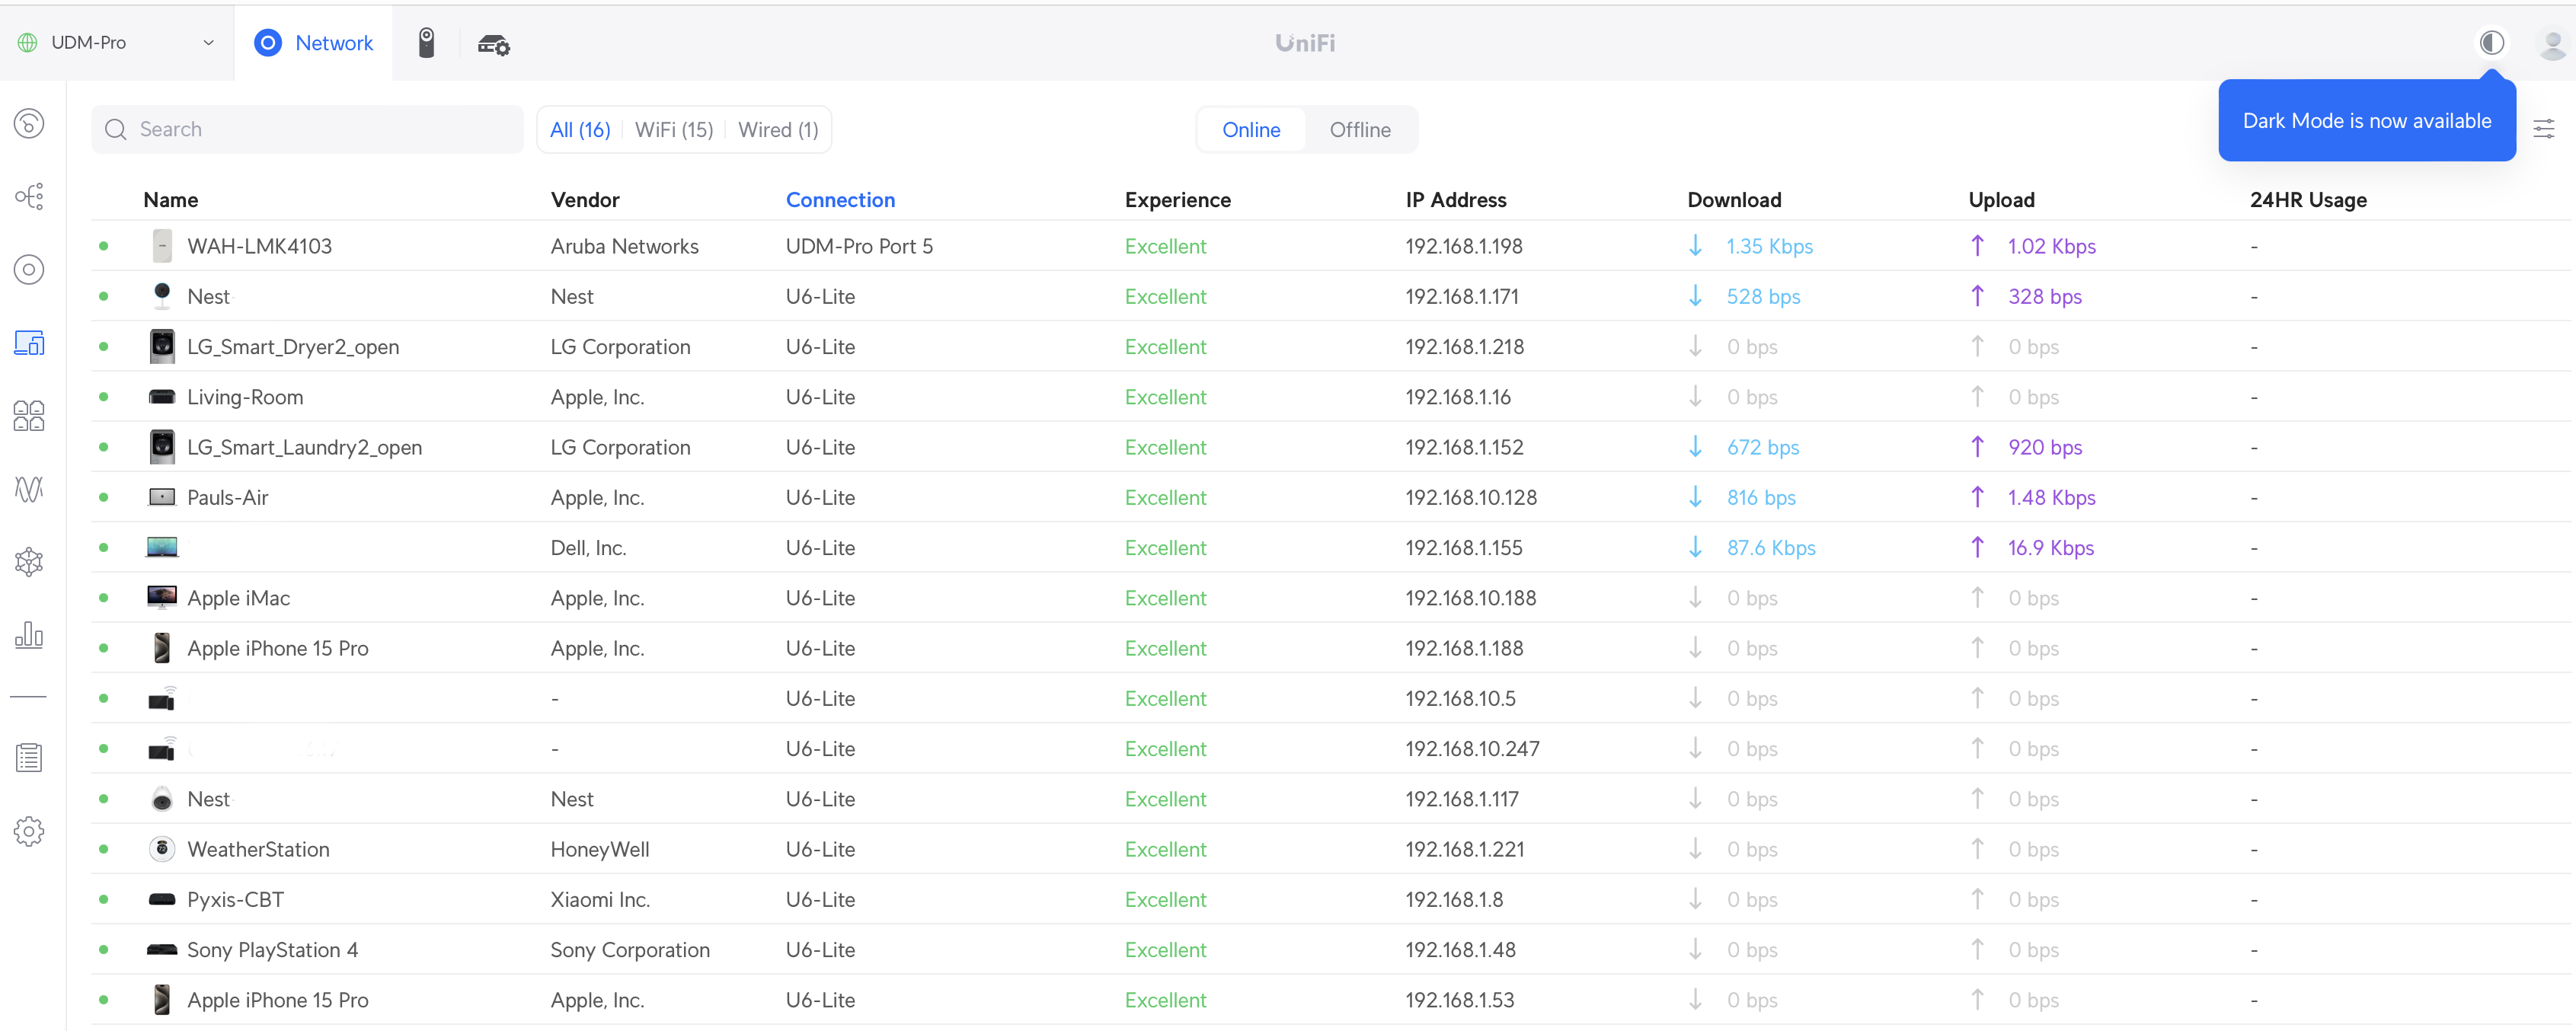 UDM-Pro Network UniFi
Dark Mode is now available
Search All (16) WiFi (15) Wired (1) Online Offline
Name Vendor Connection Experience IP Address Download Upload 24HR Usage
WAH-LMK4103 Aruba Networks UDM-Pro Port 5 Excellent 192.168.1.198 ↓ 1.35 Kbps ↑ 1.02 Kbps -
Nest Nest U6-Lite Excellent 192.168.1.171 ↓ 528 bps ↑ 328 bps -
LG_Smart_Dryer2_open LG Corporation U6-Lite Excellent 192.168.1.218 ↓ 0 bps ↑ 0 bps -
Living-Room Apple, Inc. U6-Lite Excellent 192.168.1.16 ↓ 0 bps ↑ 0 bps -
LG_Smart_Laundry2_open LG Corporation U6-Lite Excellent 192.168.1.152 ↓ 672 bps ↑ 920 bps -
Pauls-Air Apple, Inc. U6-Lite Excellent 192.168.10.128 ↓ 816 bps ↑ 1.48 Kbps -
Dell, Inc. U6-Lite Excellent 192.168.1.155 ↓ 87.6 Kbps ↑ 16.9 Kbps -
Apple iMac Apple, Inc. U6-Lite Excellent 192.168.10.188 ↓ 0 bps ↑ 0 bps -
Apple iPhone 15 Pro Apple, Inc. U6-Lite Excellent 192.168.1.188 ↓ 0 bps ↑ 0 bps -
- U6-Lite Excellent 192.168.10.5 ↓ 0 bps ↑ 0 bps -
- U6-Lite Excellent 192.168.10.247 ↓ 0 bps ↑ 0 bps -
Nest Nest U6-Lite Excellent 192.168.1.117 ↓ 0 bps ↑ 0 bps -
WeatherStation HoneyWell U6-Lite Excellent 192.168.1.221 ↓ 0 bps ↑ 0 bps -
Pyxis-CBT Xiaomi Inc. U6-Lite Excellent 192.168.1.8 ↓ 0 bps ↑ 0 bps -
Sony PlayStation 4 Sony Corporation U6-Lite Excellent 192.168.1.48 ↓ 0 bps ↑ 0 bps -
Apple iPhone 15 Pro Apple, Inc. U6-Lite Excellent 192.168.1.53 ↓ 0 bps ↑ 0 bps -